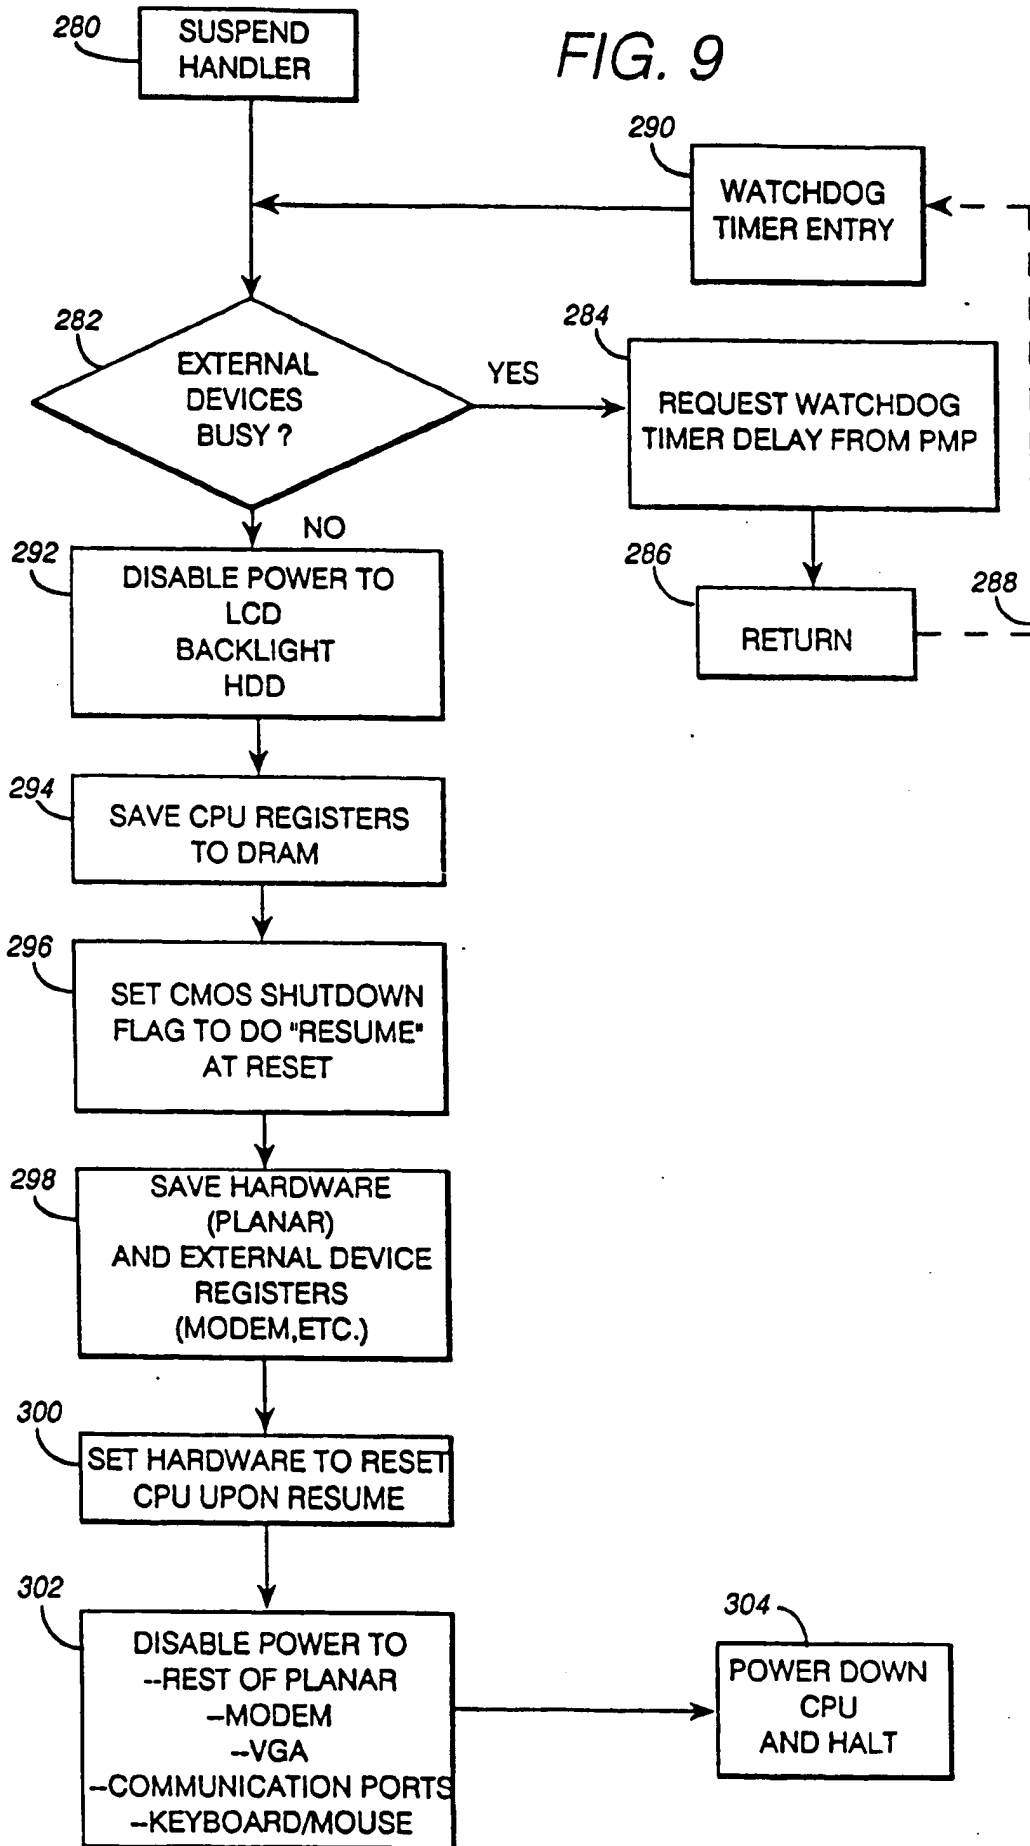 280
SUSPEND
HANDLER
FIG. 9
290
WATCHDOG
TIMER ENTRY
282
EXTERNAL
DEVICES
BUSY ?
YES
284
REQUEST WATCHDOG
TIMER DELAY FROM PMP
NO
286
RETURN
288
292
DISABLE POWER TO
LCD
BACKLIGHT
HDD
294
SAVE CPU REGISTERS
TO DRAM
296
SET CMOS SHUTDOWN
FLAG TO DO "RESUME"
AT RESET
298
SAVE HARDWARE
(PLANAR)
AND EXTERNAL DEVICE
REGISTERS
(MODEM,ETC.)
300
SET HARDWARE TO RESET
CPU UPON RESUME
302
DISABLE POWER TO
--REST OF PLANAR
--MODEM
--VGA
--COMMUNICATION PORTS
--KEYBOARD/MOUSE
304
POWER DOWN
CPU
AND HALT